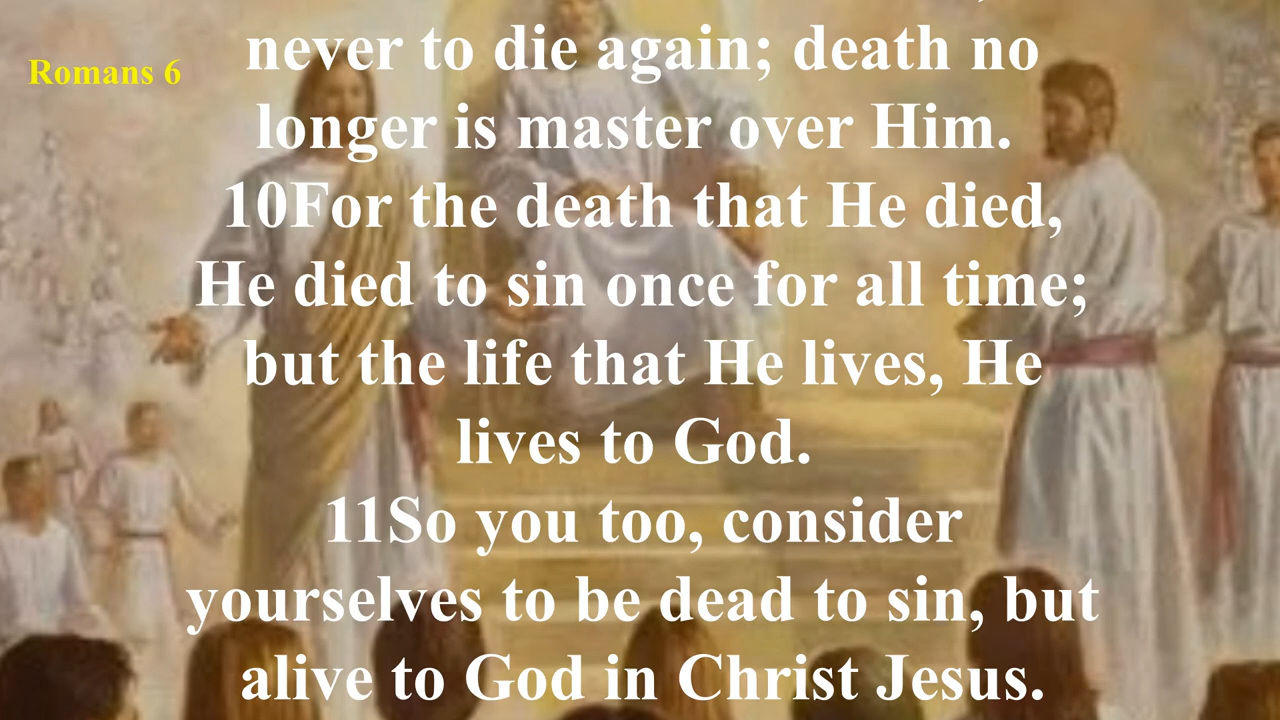 Romans 6
never to die again; death no
longer is master over Him.
10For the death that He died,
He died to sin once for all time;
but the life that He lives, He
lives to God.
11So you too, consider
yourselves to be dead to sin, but
alive to God in Christ Jesus.